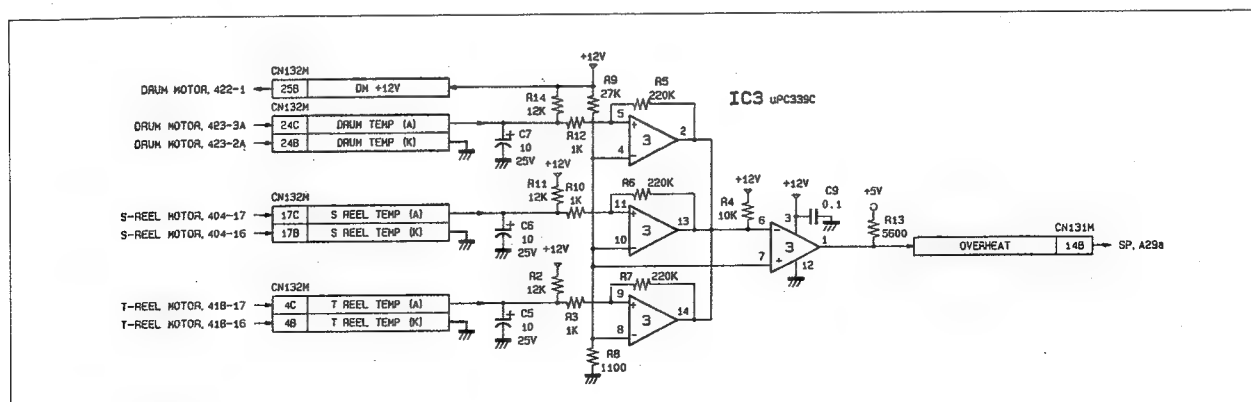 CN132M
DRUM MOTOR, 422-1
25B
DM +12V
CN132M
DRUM MOTOR, 423-3A
24C
DRUM TEMP (A)
DRUM MOTOR, 423-2A
24B
DRUM TEMP (K)
+12V
R9
27K
R14
12K
R5
220K
C7
10
25V
R12
1K
5
4
+
-
3
2
IC3 uPC339C
CN132M
S-REEL MOTOR, 404-17
17C
S REEL TEMP (A)
S-REEL MOTOR, 404-16
17B
S REEL TEMP (K)
+12V
R11
12K
R10
1K
R6
220K
C6
10
25V
11
10
+
-
3
13
+12V
R4
10K
6
7
-
+
3
+12V
3
C9
0.1
12
1
+5V
R13
5600
OVERHEAT
CN131M
14B
SP, A29a
CN132M
T-REEL MOTOR, 418-17
4C
T REEL TEMP (A)
T-REEL MOTOR, 418-16
4B
T REEL TEMP (K)
+12V
R2
12K
R3
1K
R7
220K
C5
10
25V
9
8
+
-
3
14
R8
1100